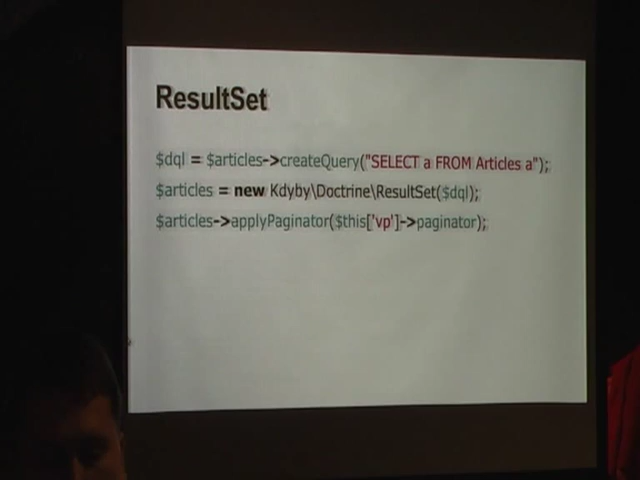 ResultSet
$dql = $articles->createQuery("SELECT a FROM Articles a");
$articles = new Kdyby\Doctrine\ResultSet($dql);
$articles->applyPaginator($this['vp']->paginator);